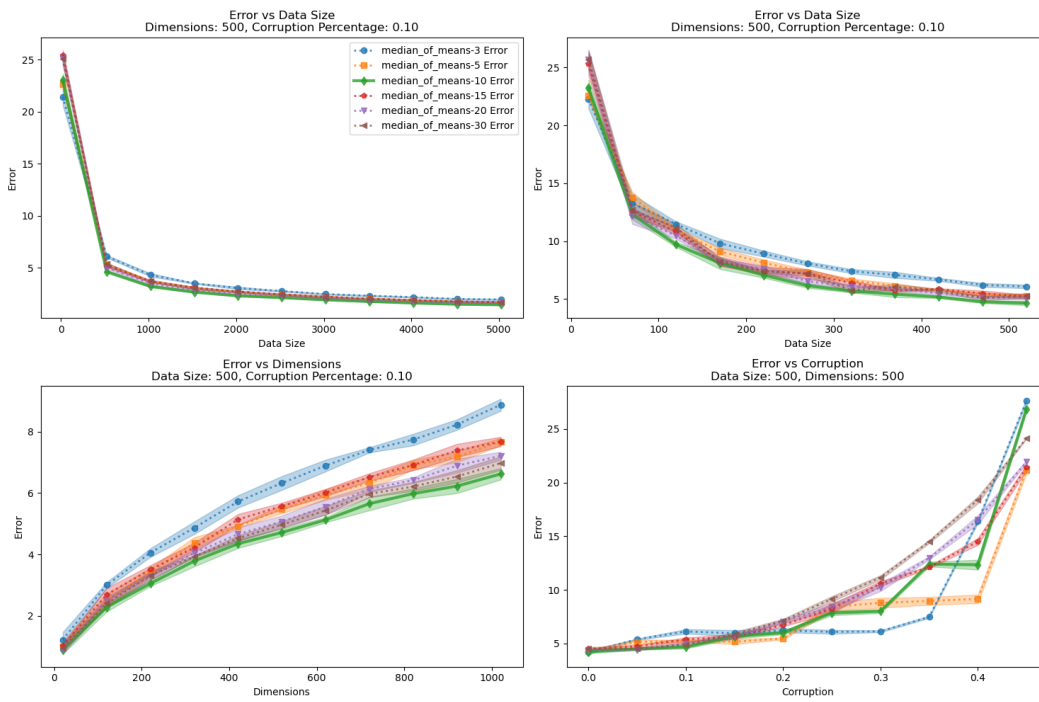 Error vs Data Size
Dimensions: 500, Corruption Percentage: 0.10
25
20
15
10
5
Error
median_of_means-3 Error
median_of_means-5 Error
median_of_means-10 Error
median_of_means-15 Error
median_of_means-20 Error
median_of_means-30 Error
0 1000 2000 3000 4000 5000
Data Size
Error vs Data Size
Dimensions: 500, Corruption Percentage: 0.10
25
20
15
10
5
Error
0 100 200 300 400 500
Data Size
Error vs Dimensions
Data Size: 500, Corruption Percentage: 0.10
8
6
4
2
Error
0 200 400 600 800 1000
Dimensions
Error vs Corruption
Data Size: 500, Dimensions: 500
25
20
15
10
5
Error
0.0 0.1 0.2 0.3 0.4
Corruption